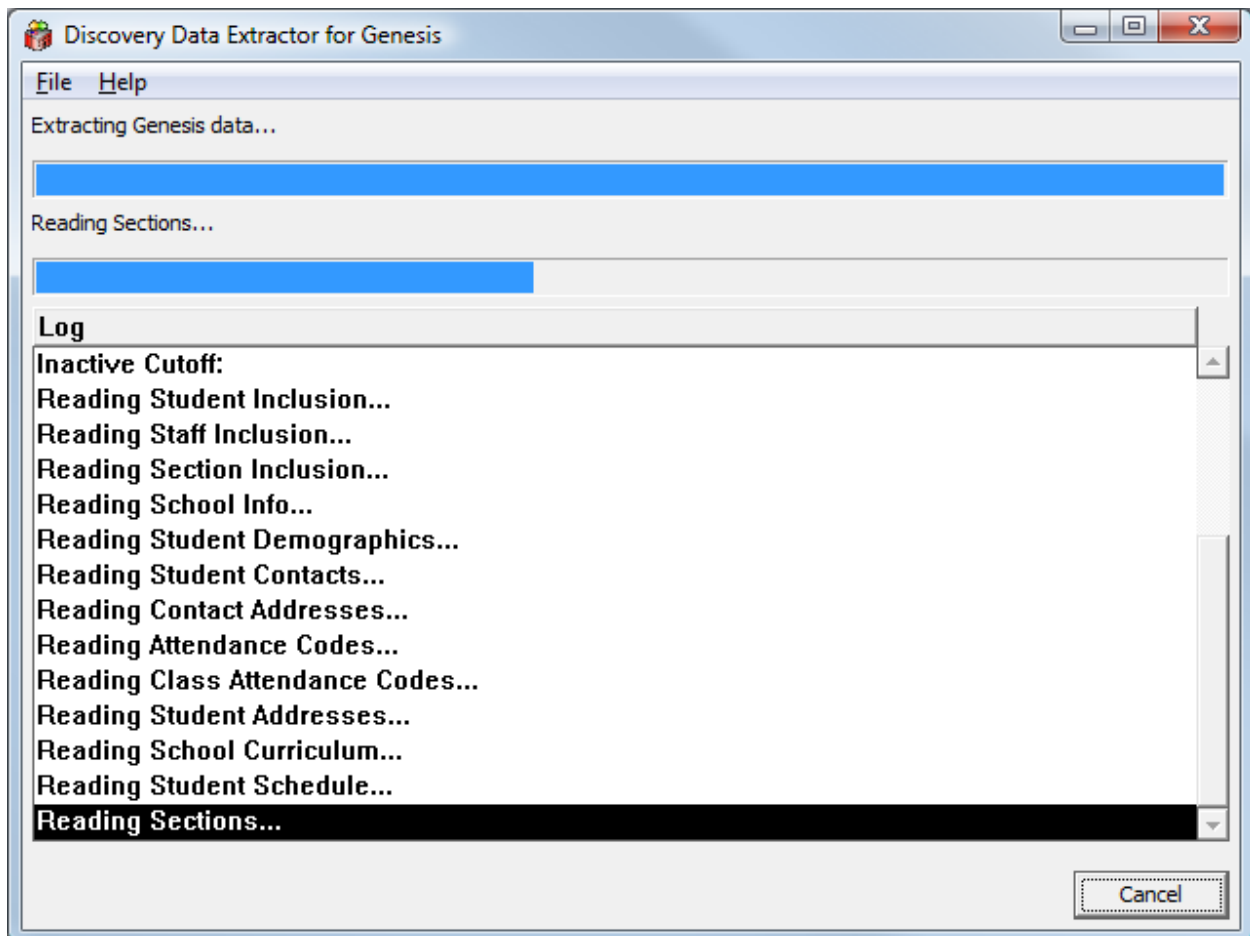 Discovery Data Extractor for Genesis
File Help
Extracting Genesis data...
Reading Sections...
Log
Inactive Cutoff:
Reading Student Inclusion...
Reading Staff Inclusion...
Reading Section Inclusion...
Reading School Info...
Reading Student Demographics...
Reading Student Contacts...
Reading Contact Addresses...
Reading Attendance Codes...
Reading Class Attendance Codes...
Reading Student Addresses...
Reading School Curriculum...
Reading Student Schedule...
Reading Sections...
Cancel